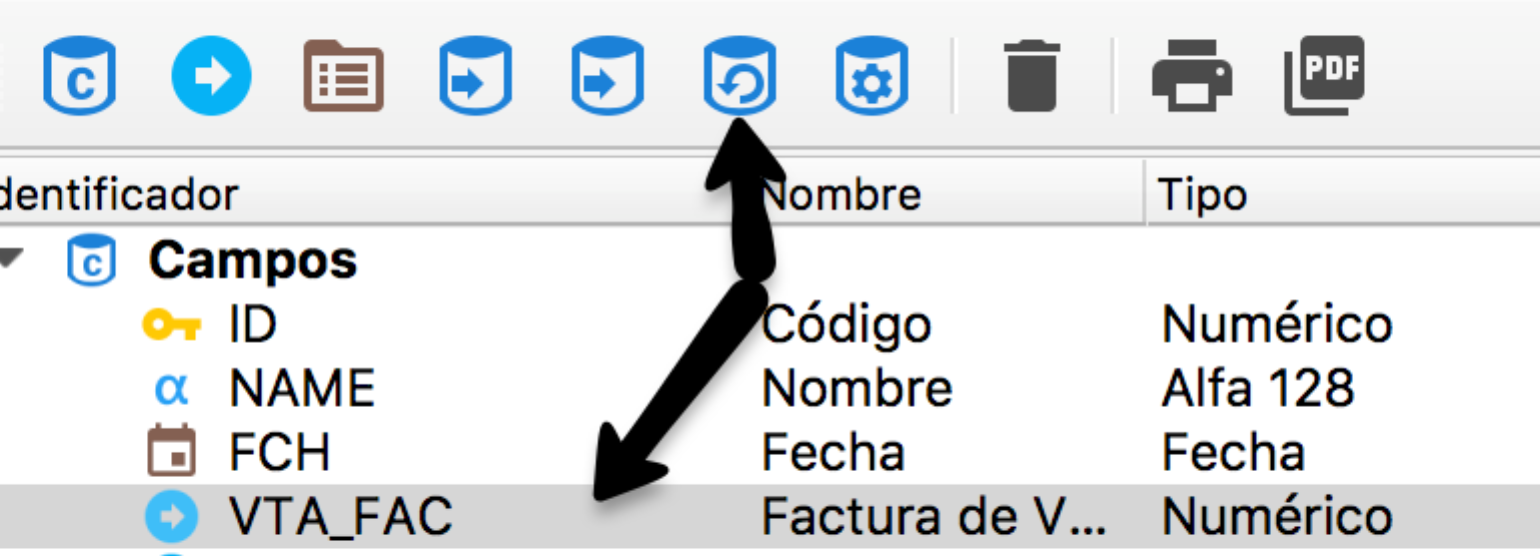 C
PDF
dentificador Nombre Tipo
C Campos
ID Código Numérico
α NAME Nombre Alfa 128
FCH Fecha Fecha
VTA_FAC Factura de V... Numérico